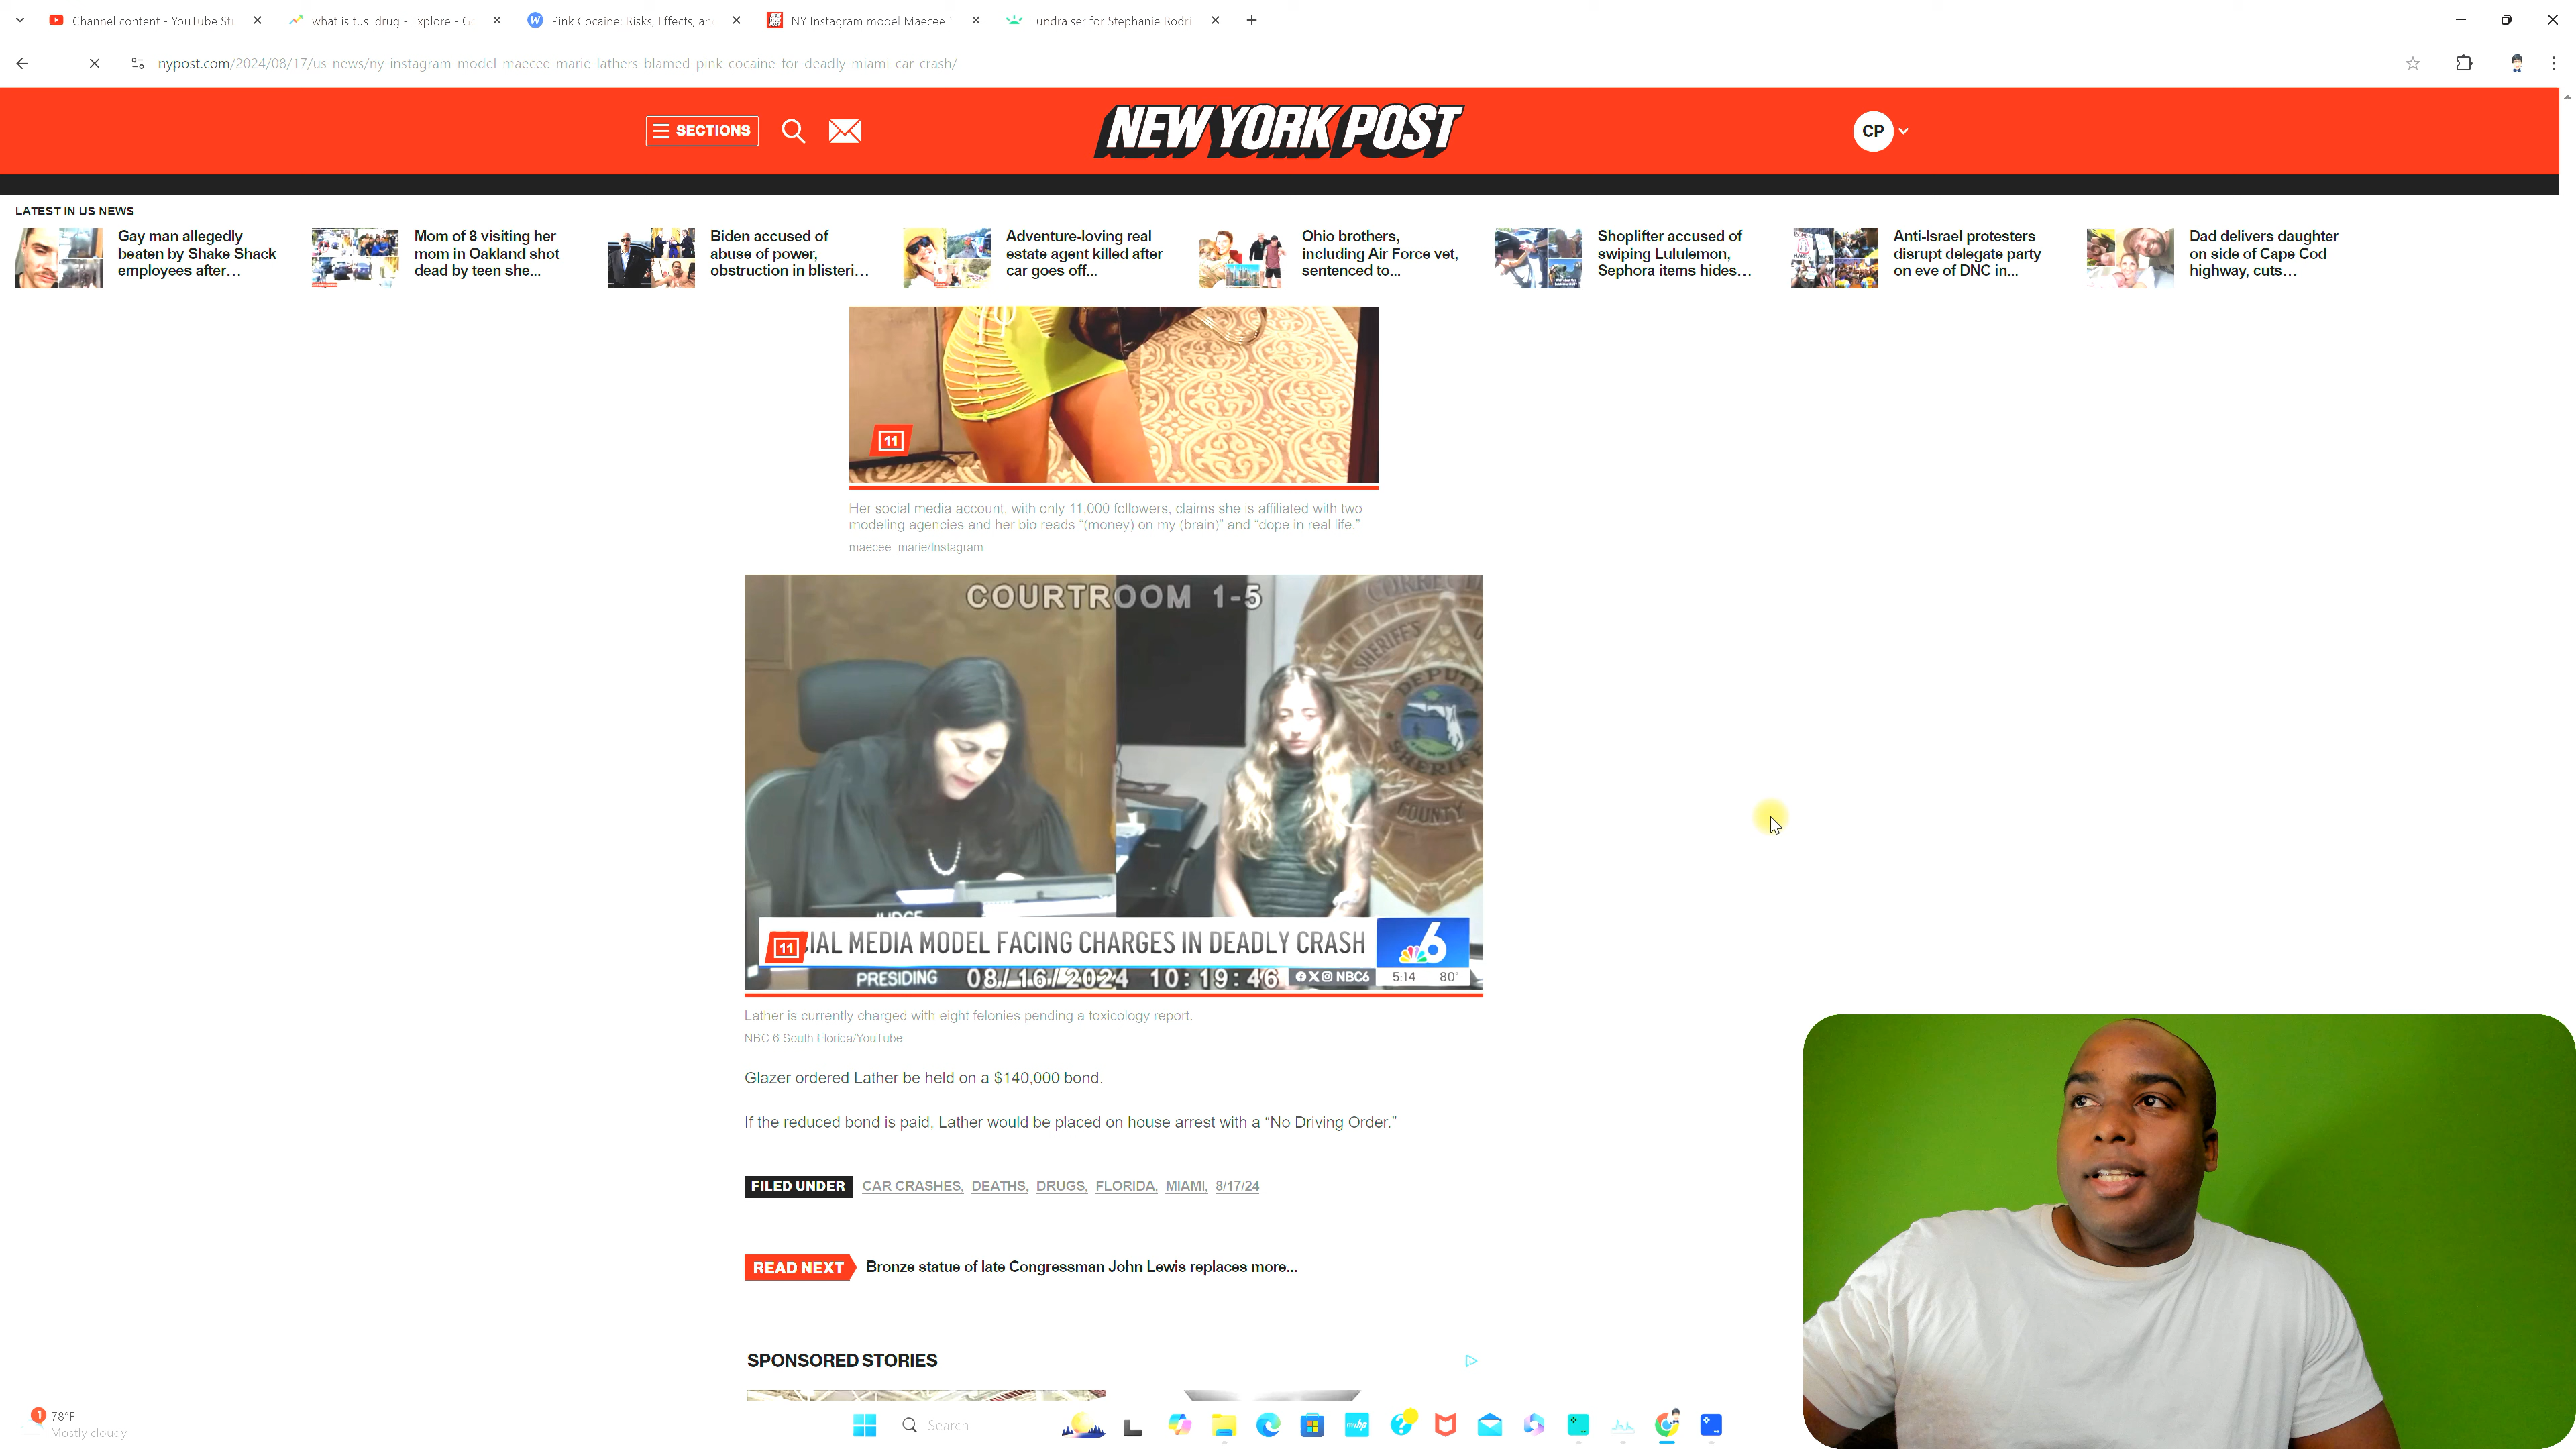 Channel content - YouTube St
what is tusi drug - Explore - G
Pink Cocaine: Risks, Effects, an
NY Instagram model Maecee
Fundraiser for Stephanie Rodri
nypost.com/2024/08/17/us-news/ny-instagram-model-maecee-marie-lathers-blamed-pink-cocaine-for-deadly-miami-car-crash/
SECTIONS
NEW YORK POST
CP
LATEST IN US NEWS
Gay man allegedly
beaten by Shake Shack
employees after…
Mom of 8 visiting her
mom in Oakland shot
dead by teen she...
Biden accused of
abuse of power,
obstruction in blisteri…
Adventure-loving real
estate agent killed after
car goes off...
Ohio brothers,
including Air Force vet,
sentenced to...
Shoplifter accused of
swiping Lululemon,
Sephora items hides…
Anti-Israel protesters
disrupt delegate party
on eve of DNC in...
Dad delivers daughter
on side of Cape Cod
highway, cuts…
11
Her social media account, with only 11,000 followers, claims she is affiliated with two
modeling agencies and her bio reads “(money) on my (brain)” and “dope in real life.”
maecee_marie/Instagram
COURTROOM 1-5
SHERIFFS
DEPUTY
SHERIFF
COUNTY
JUDGE
11
CIAL MEDIA MODEL FACING CHARGES IN DEADLY CRASH
6
PRESIDING 08/16/2024 10:19:46
NBC6
5:14 80°
Lather is currently charged with eight felonies pending a toxicology report.
NBC 6 South Florida/YouTube
Glazer ordered Lather be held on a $140,000 bond.
If the reduced bond is paid, Lather would be placed on house arrest with a “No Driving Order.”
FILED UNDER CAR CRASHES, DEATHS, DRUGS, FLORIDA, MIAMI, 8/17/24
READ NEXT Bronze statue of late Congressman John Lewis replaces more...
SPONSORED STORIES
1
78°F
Mostly cloudy
Search
myhp